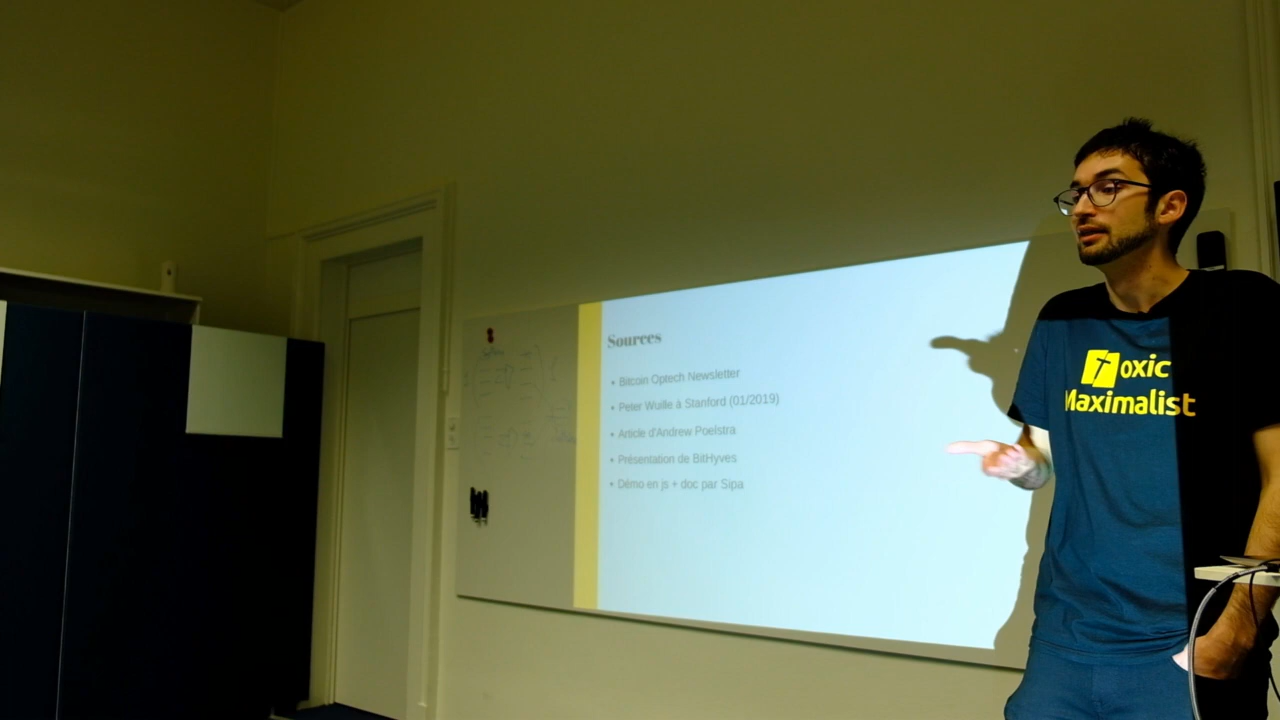 Sources
• Bitcoin Optech Newsletter
• Peter Wuille à Stanford (01/2019)
• Article d'Andrew Poelstra
• Présentation de BitHyves
• Démo en js + doc par Sipa
Toxic
Maximalist